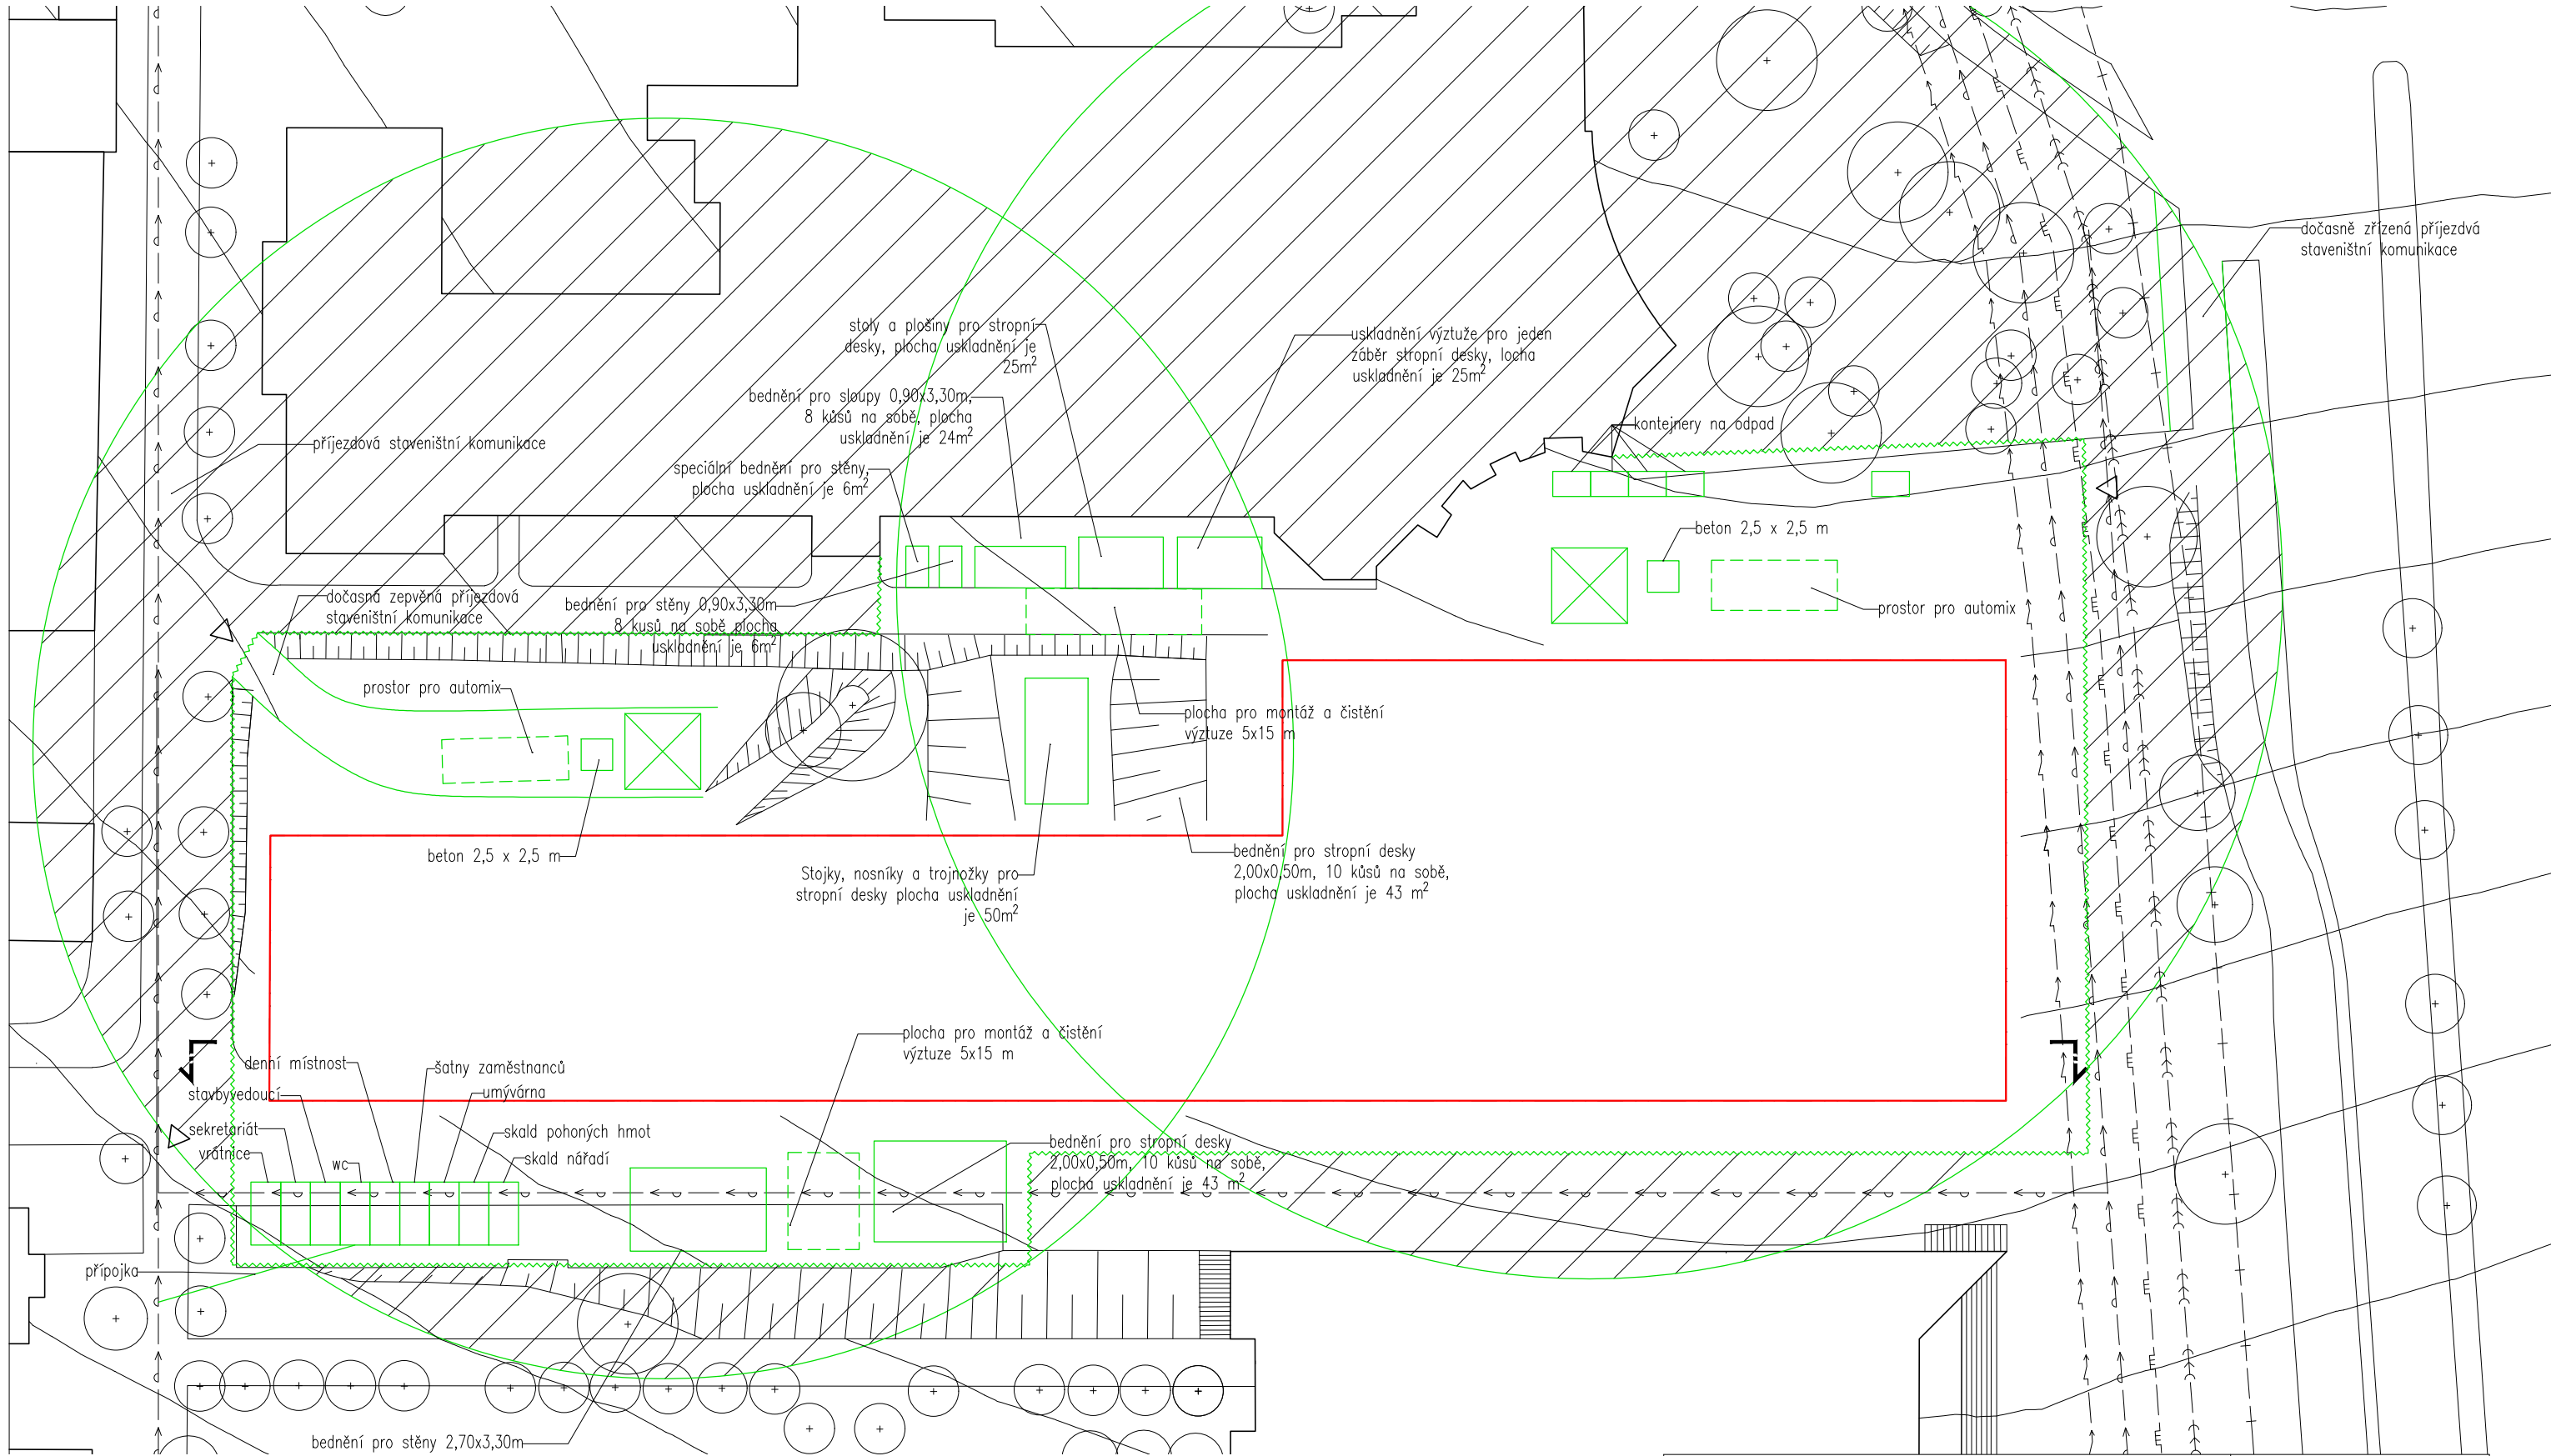 dočasně zřízená příjezdvá
staveništní komunikace
stoly a plošiny pro stropní
desky, plocha uskladnění je
25m²
uskladnění výztuže pro jeden
záběr stropní desky, locha
uskladnění je 25m²
bednění pro sloupy 0,90x3,30m,
8 kůsů na sobě, plocha
uskladnění je 24m²
kontejnery na odpad
příjezdová staveništní komunikace
speciální bednění pro stěny,
plocha uskladnění je 6m²
beton 2,5 x 2,5 m
dočasná zepvěná příjezdová
staveništní komunikace
bednění pro stěny 0,90x3,30m
8 kusů na sobě plocha
uskladnění je 6m²
prostor pro automix
prostor pro automix
plocha pro montáž a čistění
výztuze 5x15 m
beton 2,5 x 2,5 m
Stojky, nosníky a trojnožky pro
stropní desky plocha uskladnění
je 50m²
bednění pro stropní desky
2,00x0,50m, 10 kůsů na sobě,
plocha uskladnění je 43 m²
plocha pro montáž a čistění
výztuze 5x15 m
denní místnost
šatny zaměstnanců
stavbyvedoucí
umývárna
sekretariát
skald pohoných hmot
vrátnice
wc
skald nářadí
bednění pro stropní desky
2,00x0,50m, 10 kůsů na sobě,
plocha uskladnění je 43 m²
přípojka
bednění pro stěny 2,70x3,30m